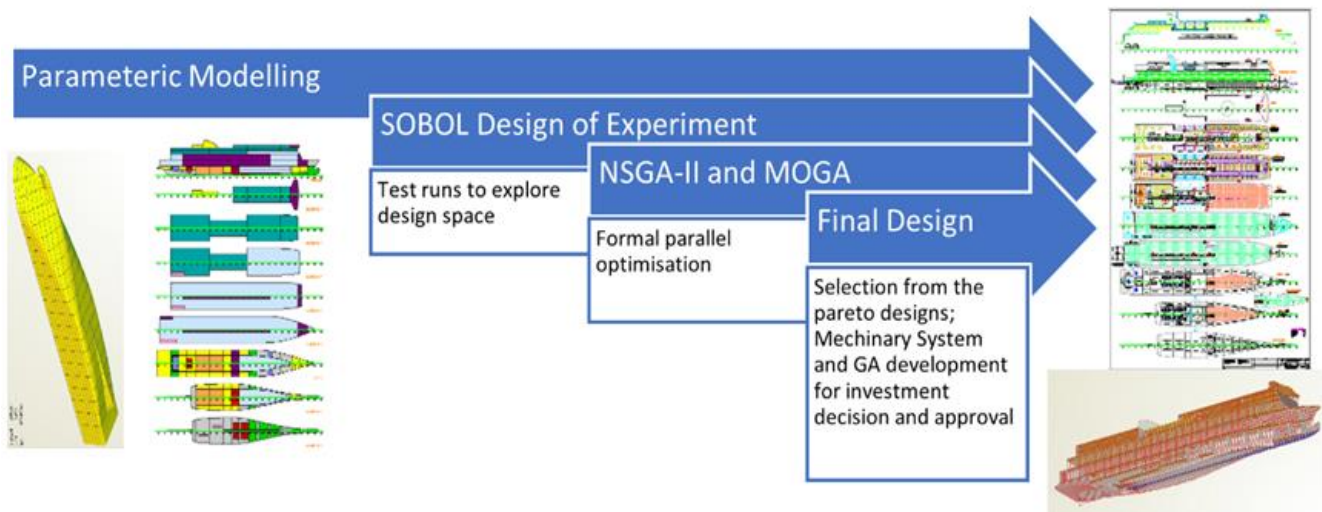 Parameteric Modelling
SOBOL Design of Experiment
Test runs to explore
design space
NSGA-II and MOGA
Formal parallel
optimisation
Final Design
Selection from the
pareto designs;
Mechinary System
and GA development
for investment
decision and approval